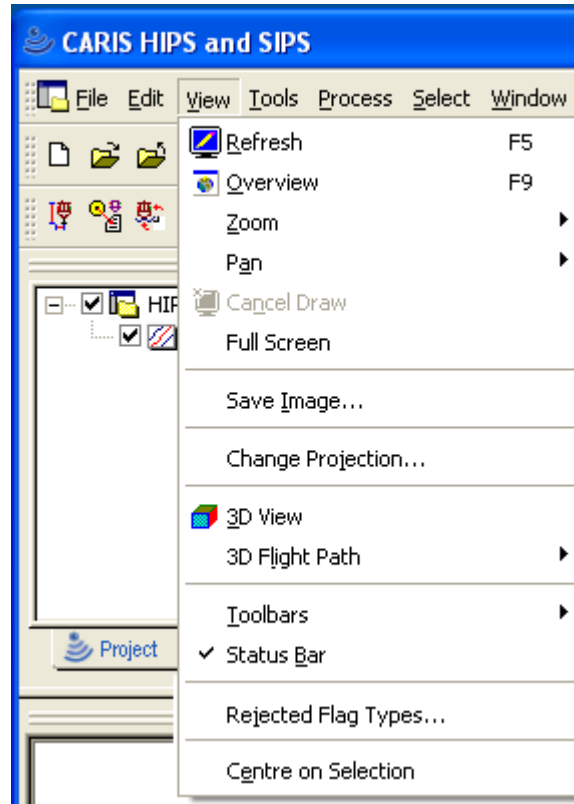 CARIS HIPS and SIPS
File Edit View Tools Process Select Window
Refresh F5
Overview F9
Zoom
Pan
HIP
Cancel Draw
Full Screen
Save Image...
Change Projection...
3D View
3D Flight Path
Toolbars
Project
Status Bar
Rejected Flag Types...
Centre on Selection